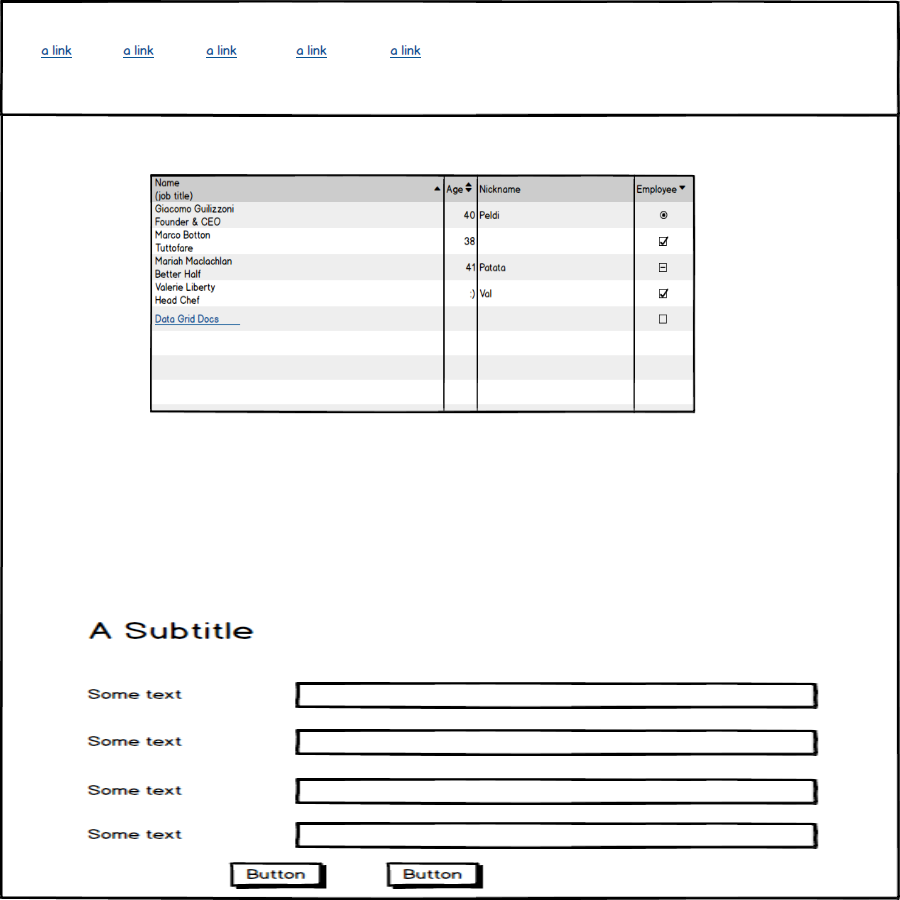 a link a link a link a link a link
Name
(job title) Age Nickname Employee
Giacomo Guilizzoni
Founder & CEO 40 Peldi
Marco Botton
Tuttofare 38
Mariah Maclachlan
Better Half 41 Patata
Valerie Liberty
Head Chef :) Val
Data Grid Docs
A Subtitle
Some text
Some text
Some text
Some text
Button Button